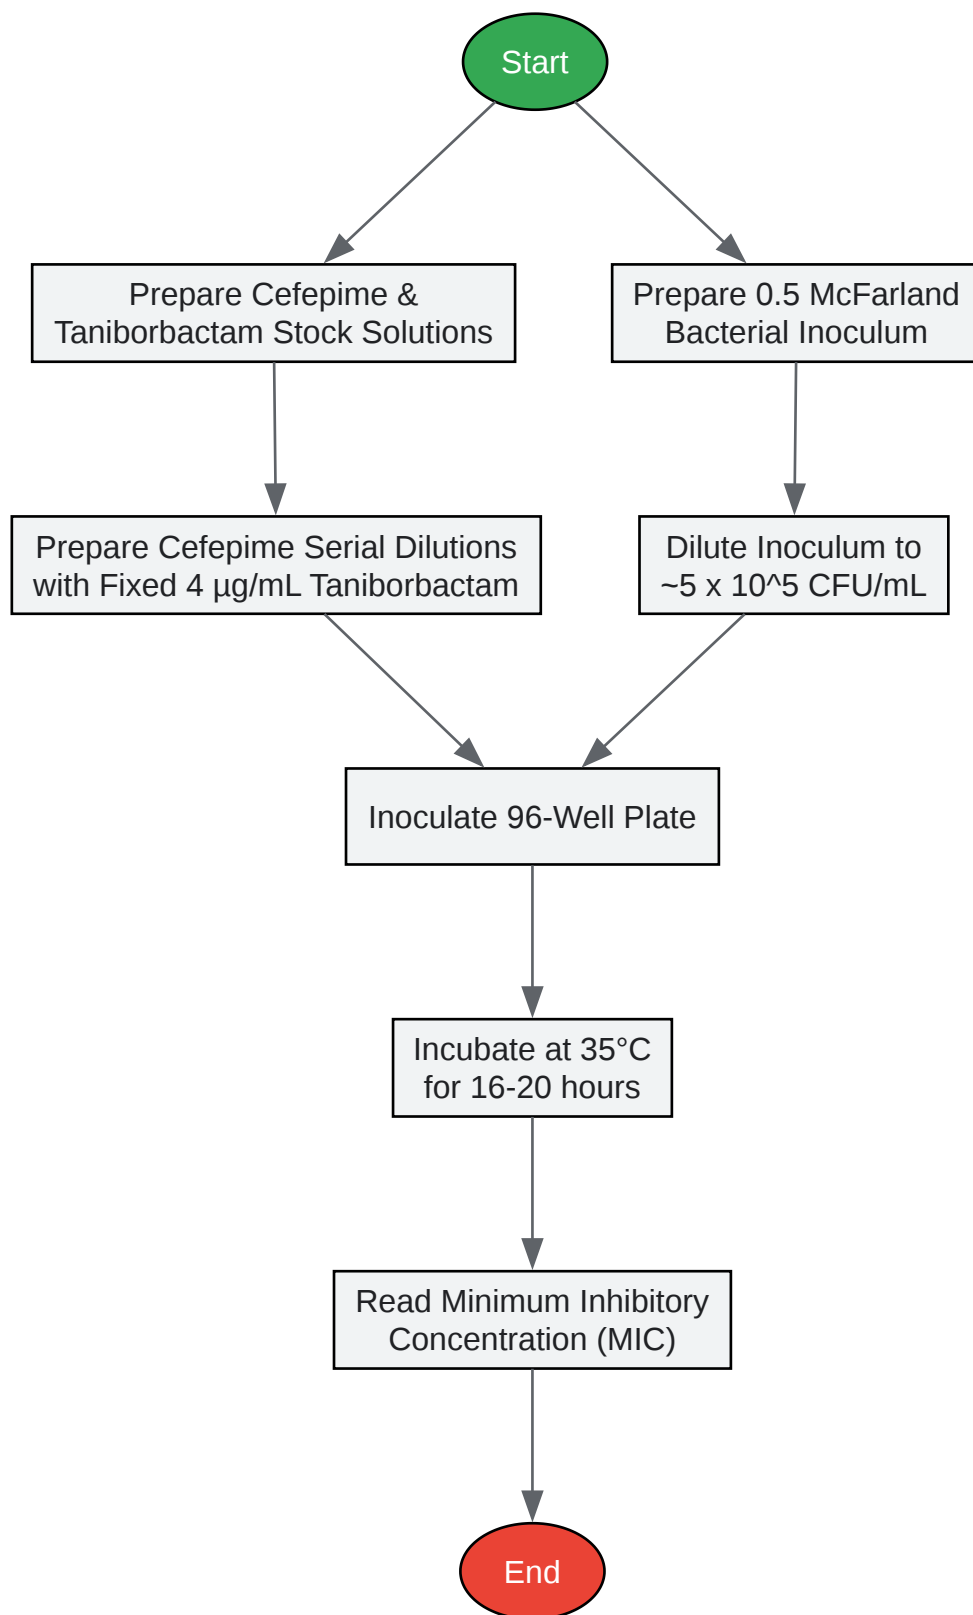 Start
Prepare Cefepime &
Taniborbactam Stock Solutions
Prepare 0.5 McFarland
Bacterial Inoculum
Prepare Cefepime Serial Dilutions
with Fixed 4 µg/mL Taniborbactam
Dilute Inoculum to
~5 x 10^5 CFU/mL
Inoculate 96-Well Plate
Incubate at 35°C
for 16-20 hours
Read Minimum Inhibitory
Concentration (MIC)
End